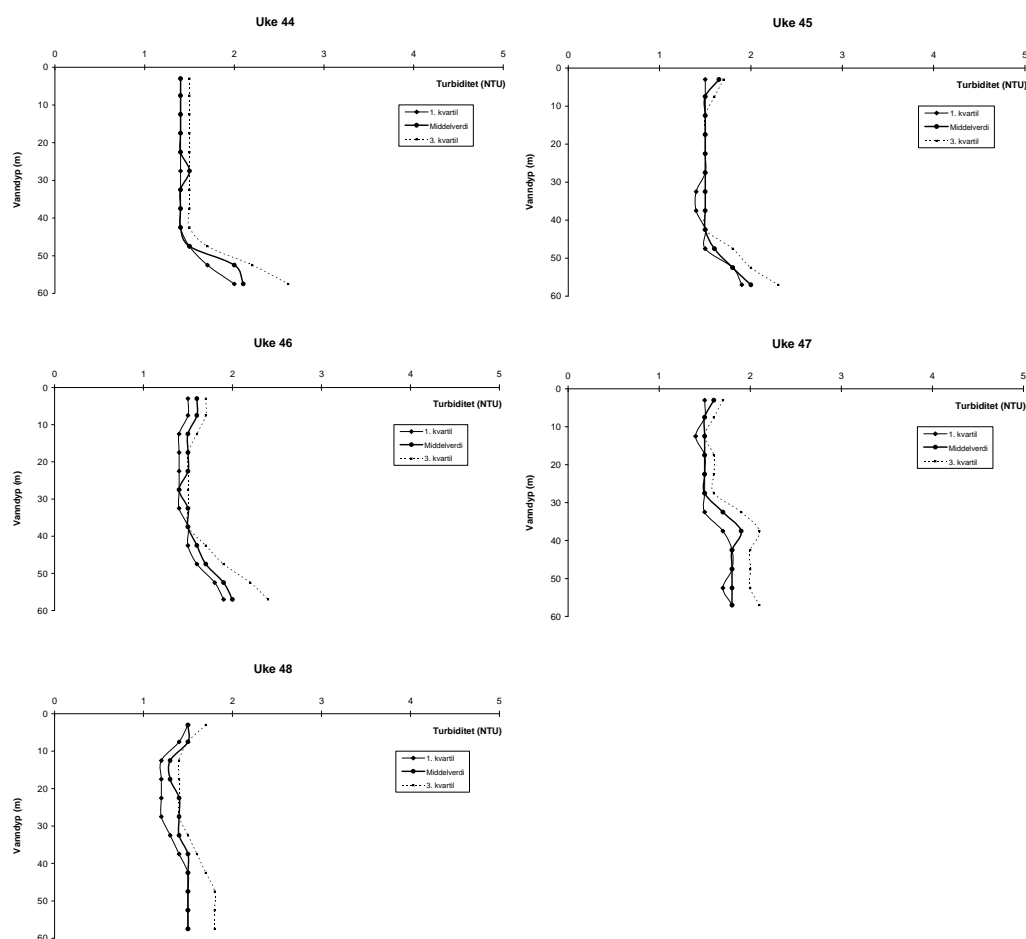 Uke 44
0 1 2 3 4 5
Turbiditet (NTU)
0
10
20
30
40
50
60
Vanndyp (m)
1. kvartil
Middelverdi
3. kvartil
Uke 45
0 1 2 3 4 5
Turbiditet (NTU)
0
10
20
30
40
50
60
Vanndyp (m)
1. kvartil
Middelverdi
3. kvartil
Uke 46
0 1 2 3 4 5
Turbiditet (NTU)
0
10
20
30
40
50
60
Vanndyp (m)
1. kvartil
Middelverdi
3. kvartil
Uke 47
0 1 2 3 4 5
Turbiditet (NTU)
0
10
20
30
40
50
60
Vanndyp (m)
1. kvartil
Middelverdi
3. kvartil
Uke 48
0 1 2 3 4 5
Turbiditet (NTU)
0
10
20
30
40
50
60
Vanndyp (m)
1. kvartil
Middelverdi
3. kvartil